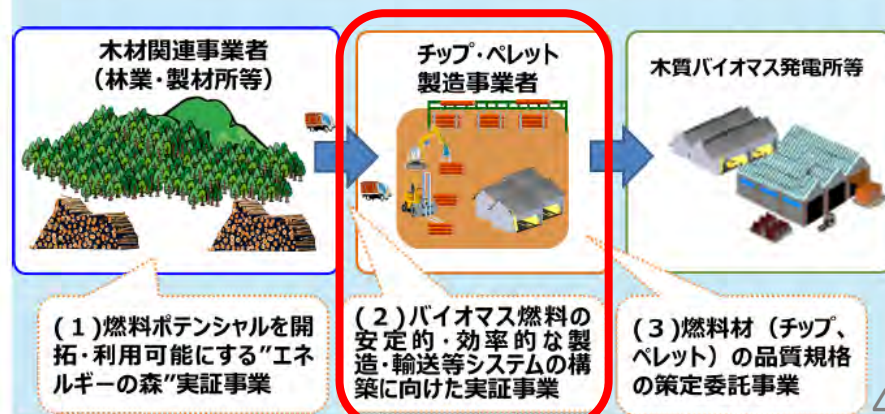 木材関連事業者
（林業・製材所等）
チップ・ペレット
製造事業者
木質バイオマス発電所等
(１)燃料ポテンシャルを開
拓・利用可能にする”エネ
ルギーの森”実証事業
(２)バイオマス燃料の
安定的・効率的な製
造・輸送等システムの構
築に向けた実証事業
(３)燃料材（チップ、
ペレット）の品質規格
の策定委託事業